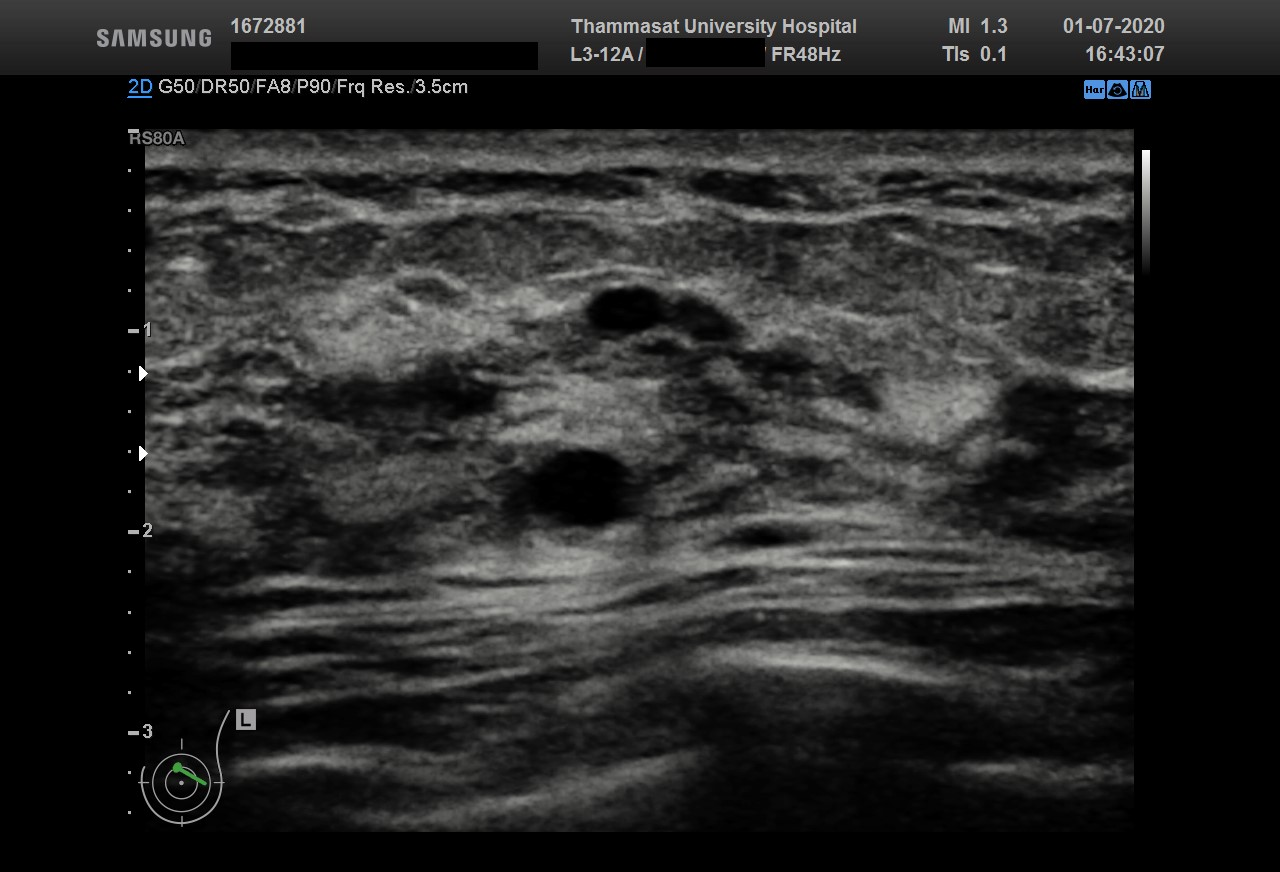 SAMSUNG
1672881
Thammasat University Hospital
L3-12A / / FR48Hz
MI 1.3
TIs 0.1
01-07-2020
16:43:07
2D G50/DR50/FA8/P90/Frq Res./3.5cm
Har
RS80A
1
2
3
L